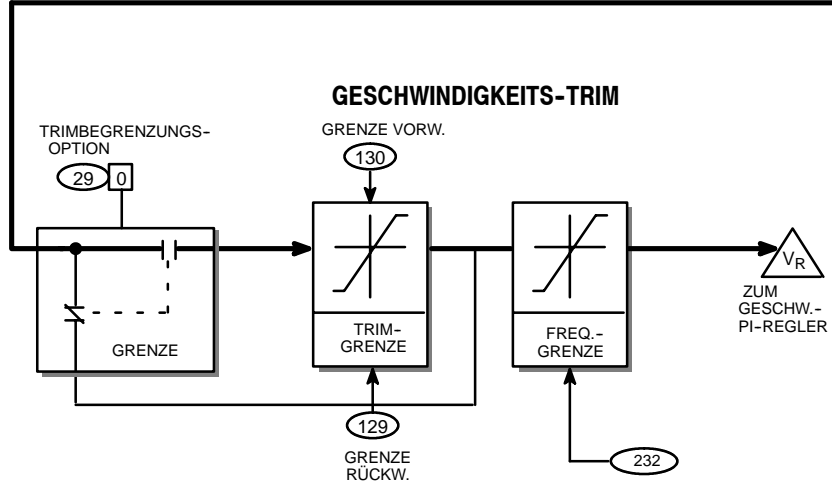 GESCHWINDIGKEITS-TRIM
TRIMBEGRENZUNGS-
OPTION
29 0
GRENZE VORW.
130
GRENZE
TRIM-
GRENZE
FREQ.-
GRENZE
VR
ZUM
GESCHW.-
PI-REGLER
129
GRENZE
RÜCKW.
232